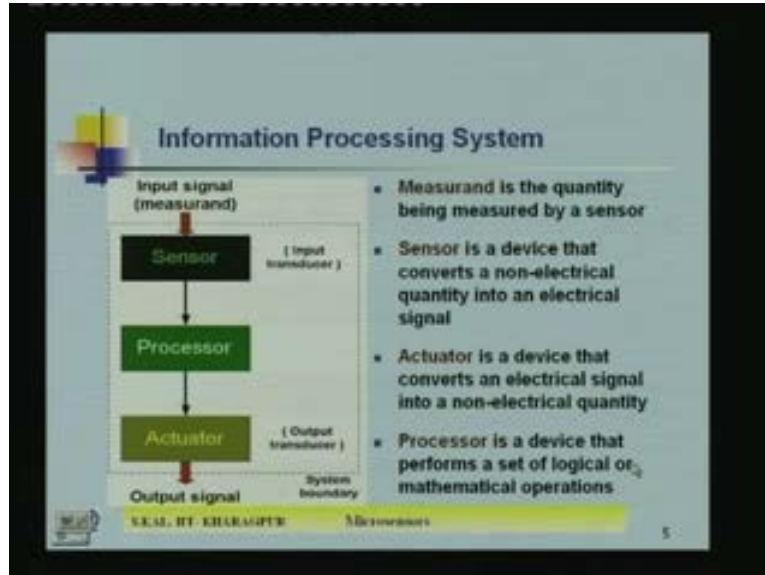 Information Processing System
Input signal
(measurand)
Sensor
( Input
transducer )
Processor
Actuator
( Output
transducer )
System
boundary
Output signal
Measurand is the quantity
being measured by a sensor
Sensor is a device that
converts a non-electrical
quantity into an electrical
signal
Actuator is a device that
converts an electrical signal
into a non-electrical quantity
Processor is a device that
performs a set of logical or
mathematical operations
S.KAL, IIT- KHARAGPUR Microsensors
5